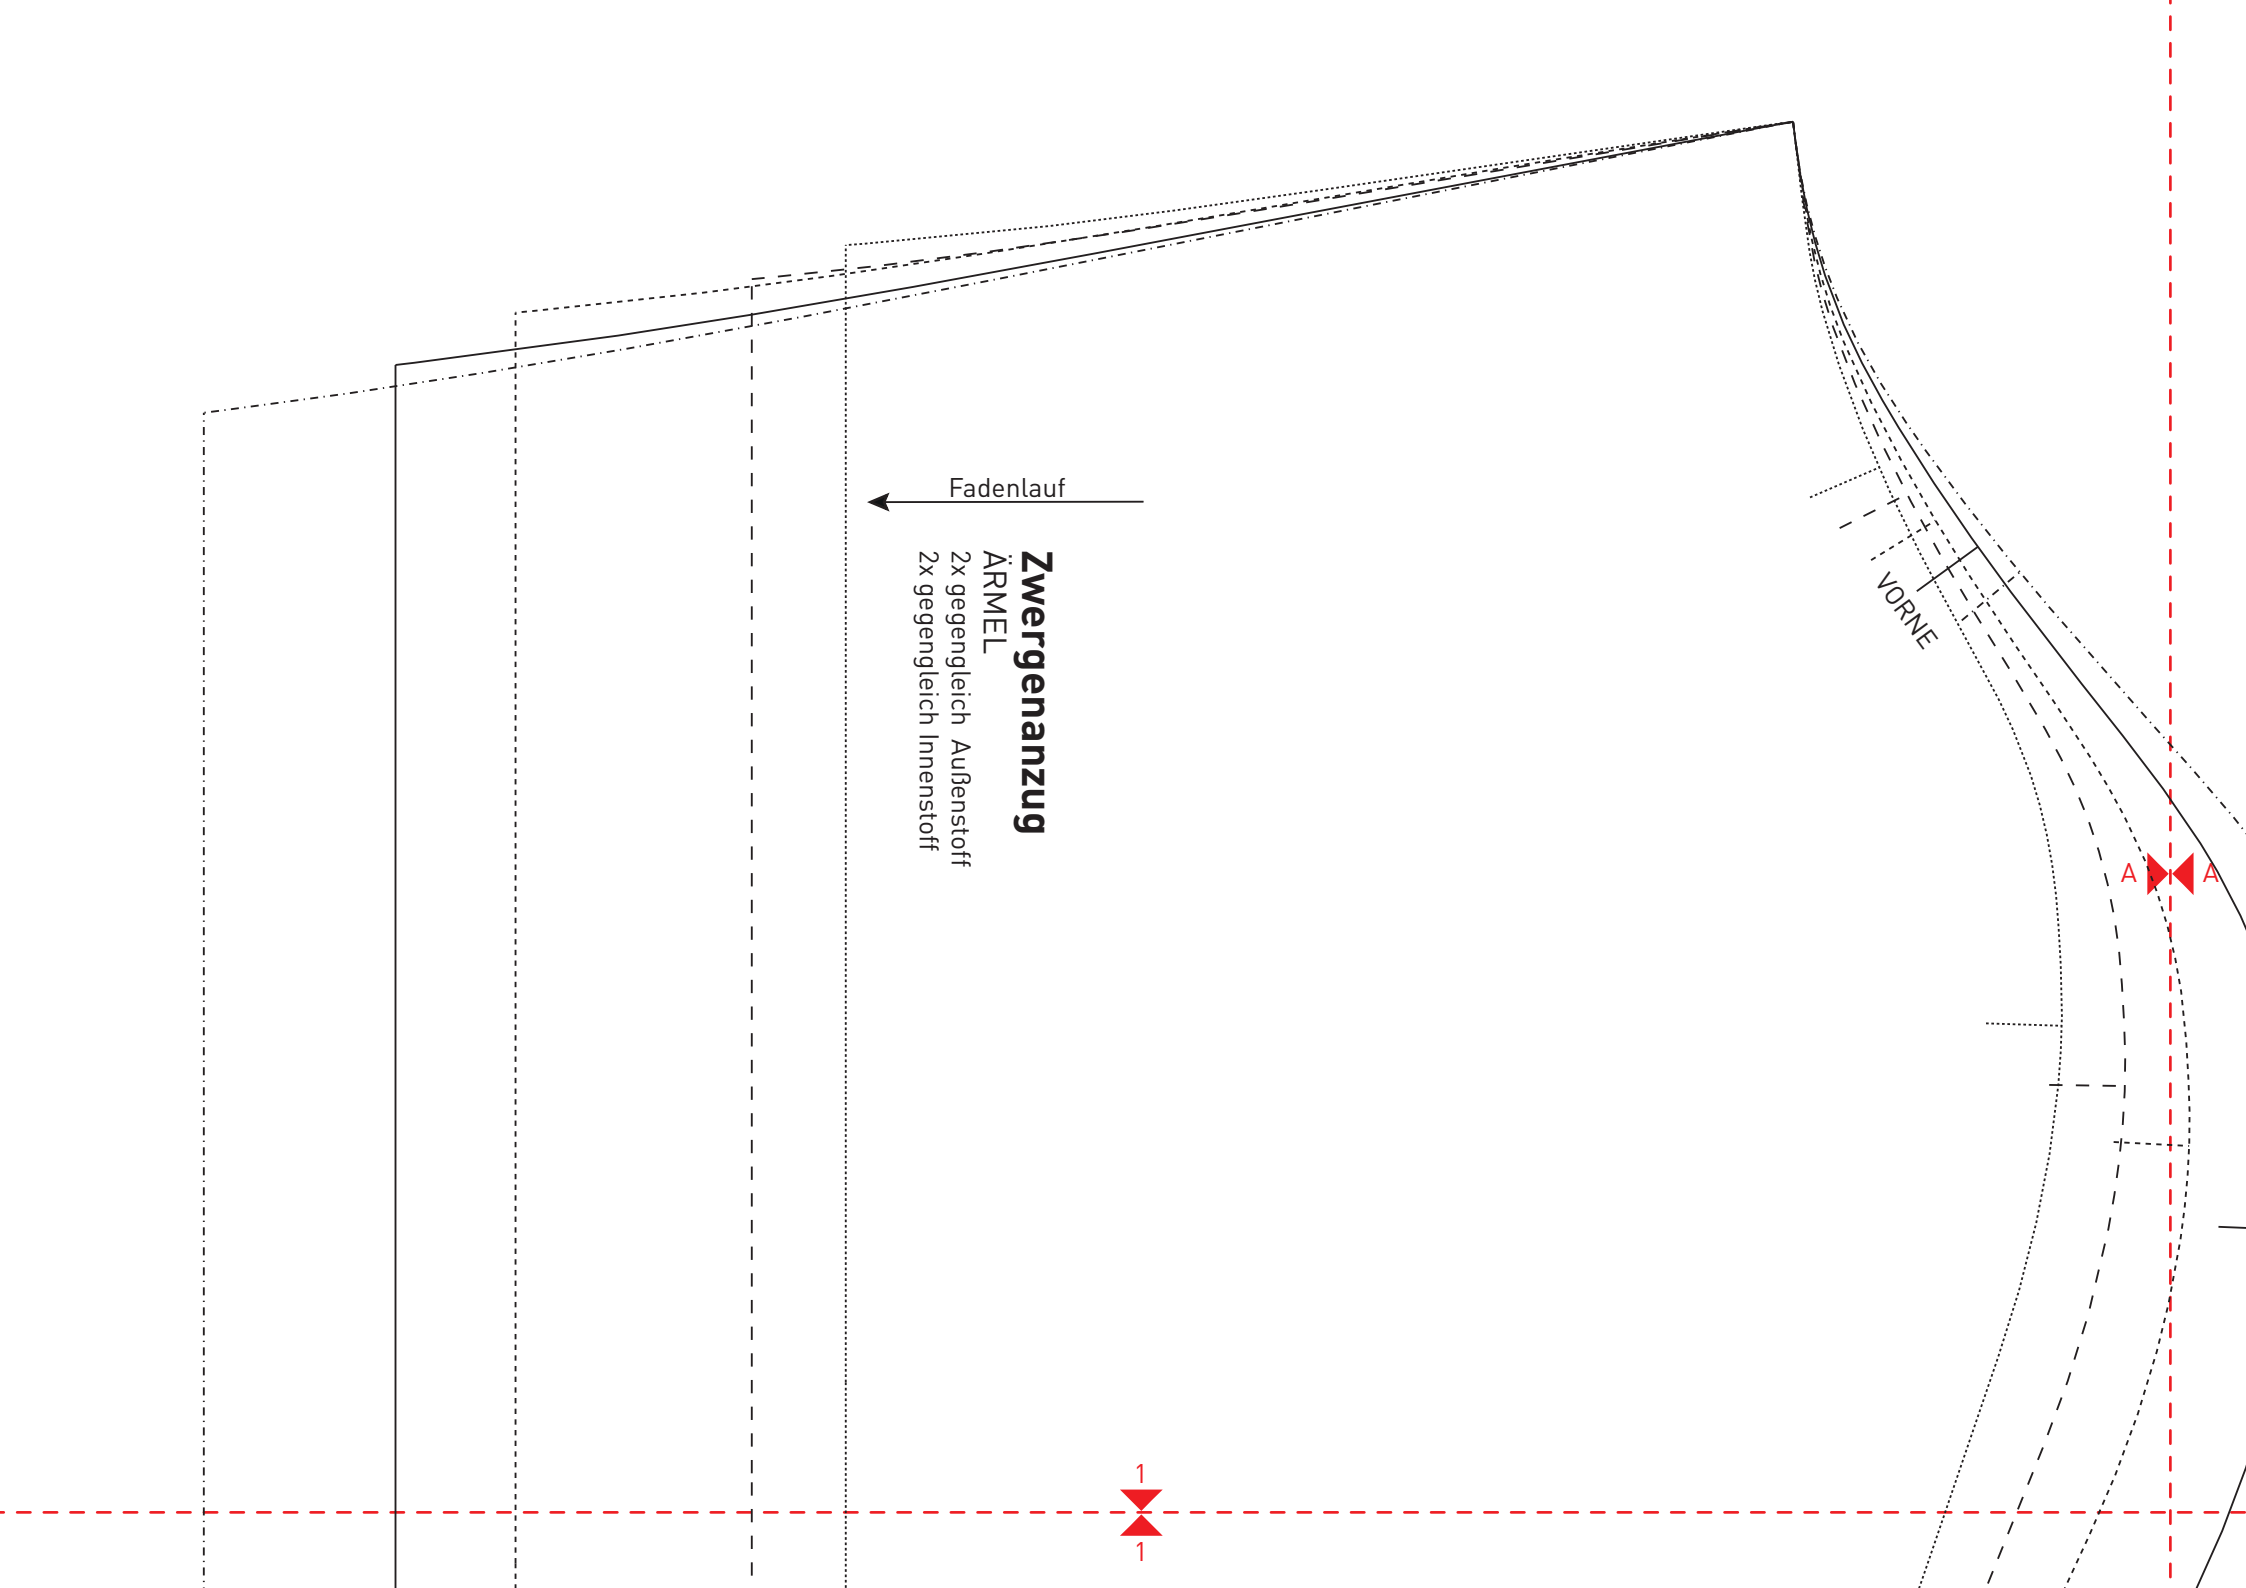 Fadenlauf
Zwergenanzug
ÄRMEL
2x gegengleich Außenstoff
2x gegengleich Innenstoff
VORNE
A A
1
1